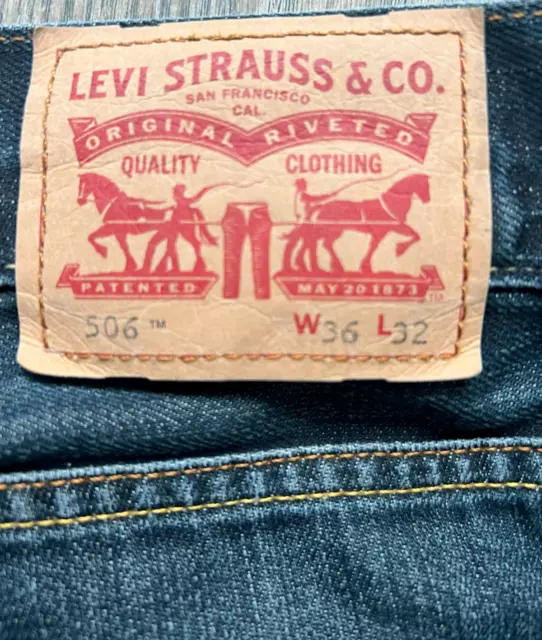 LEVI STRAUSS & CO.
SAN FRANCISCO
CAL
ORIGINAL RIVETED
QUALITY CLOTHING
PATENTED MAY 20 1873 ™
506 ™ W36 L32